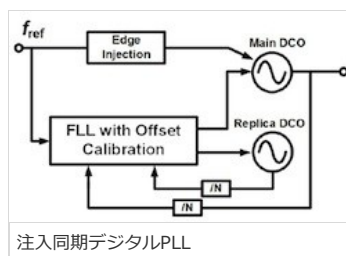 fref
Edge
Injection
Main DCO
FLL with Offset
Calibration
Replica DCO
/N
/N
注入同期デジタルPLL